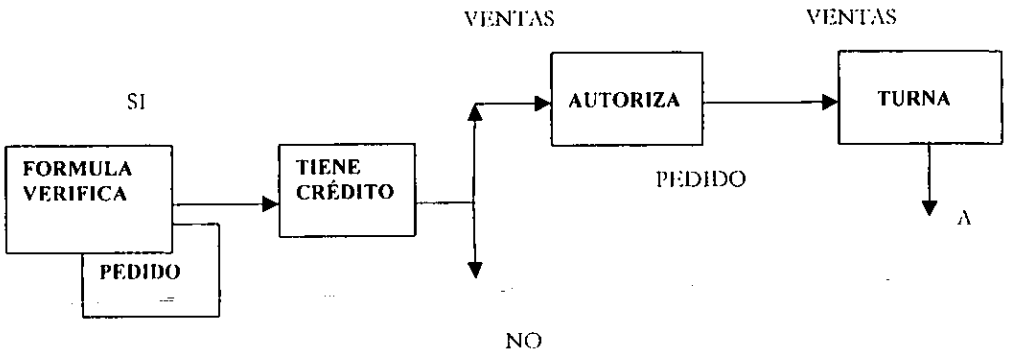 VENTAS
VENTAS
SI
AUTORIZA
TURNA
FORMULA
VERIFICA
TIENE
CRÉDITO
PEDIDO
A
PEDIDO
NO